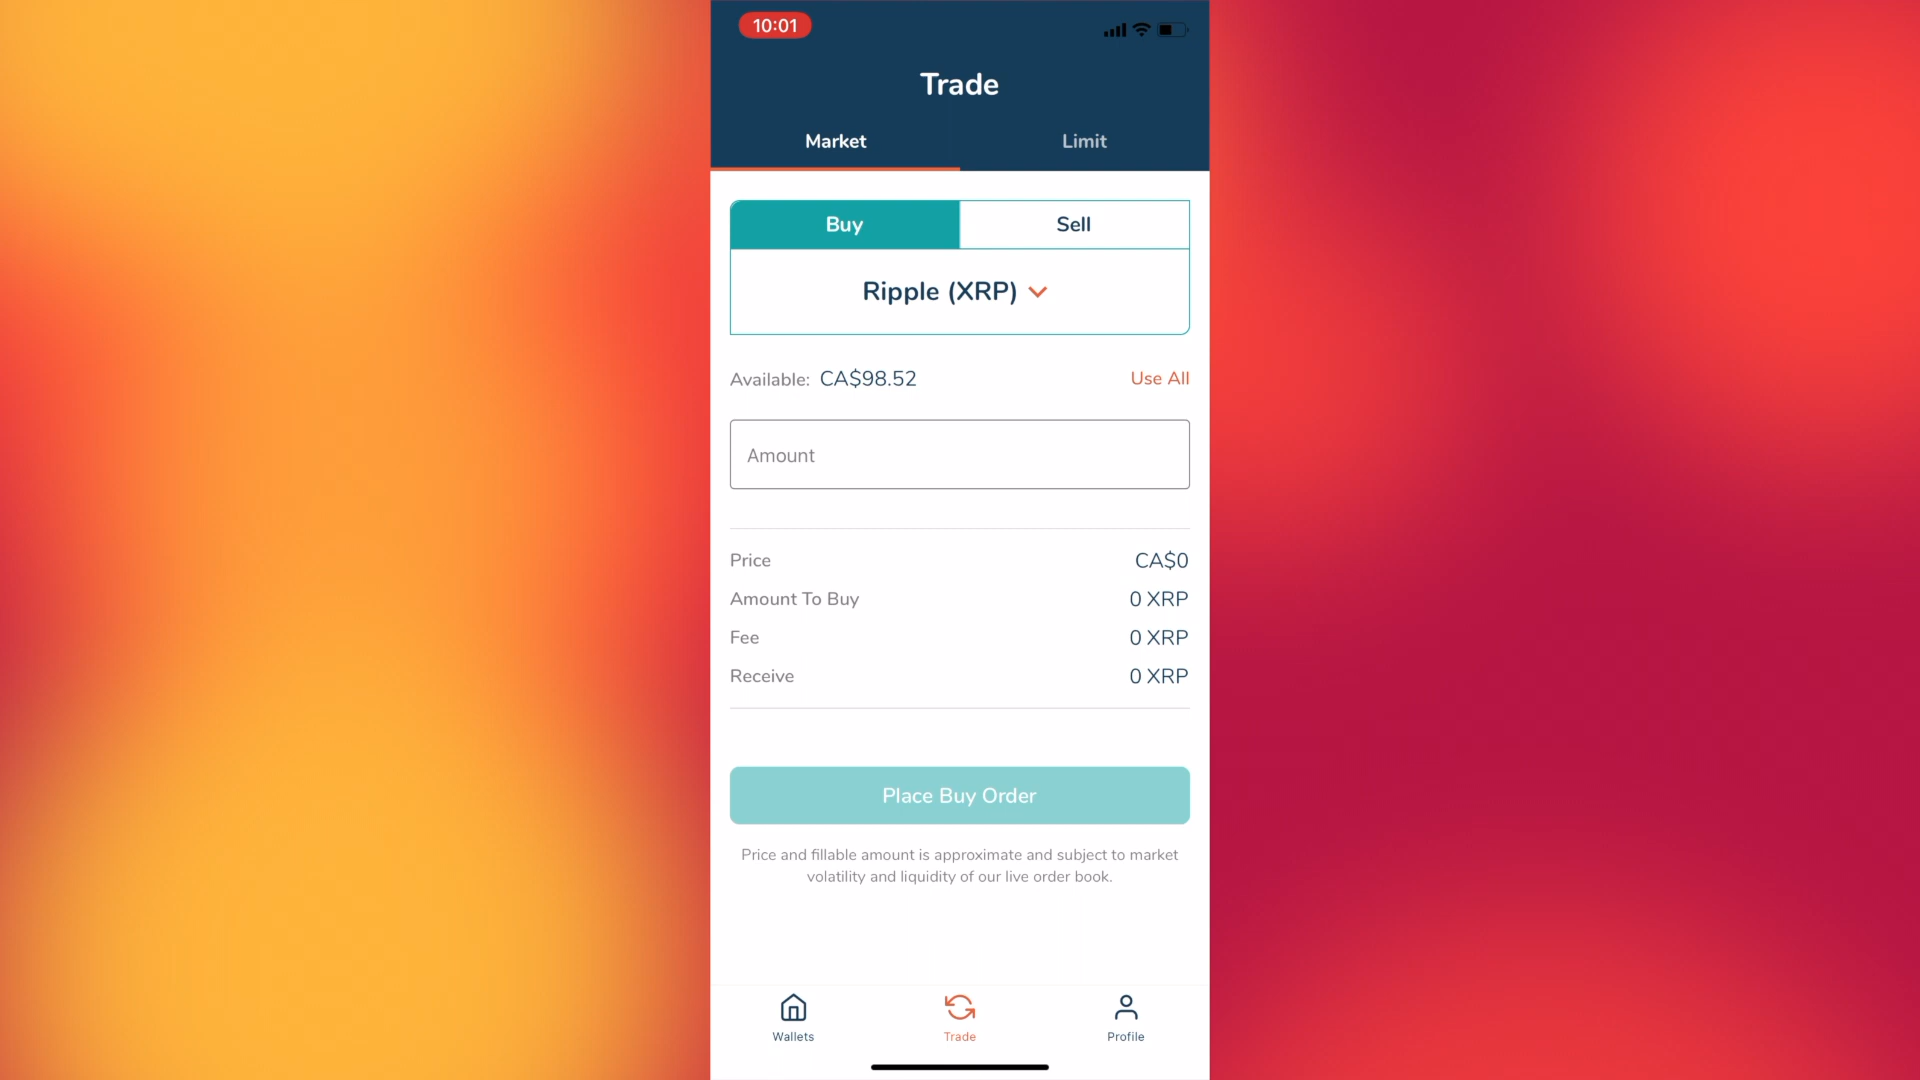 10:01
Trade
Market
Limit
Buy
Sell
Ripple (XRP)
Available: CA$98.52
Use All
Amount
Price
CA$0
Amount To Buy
0 XRP
Fee
0 XRP
Receive
0 XRP
Place Buy Order
Price and fillable amount is approximate and subject to market
volatility and liquidity of our live order book.
Wallets
Trade
Profile